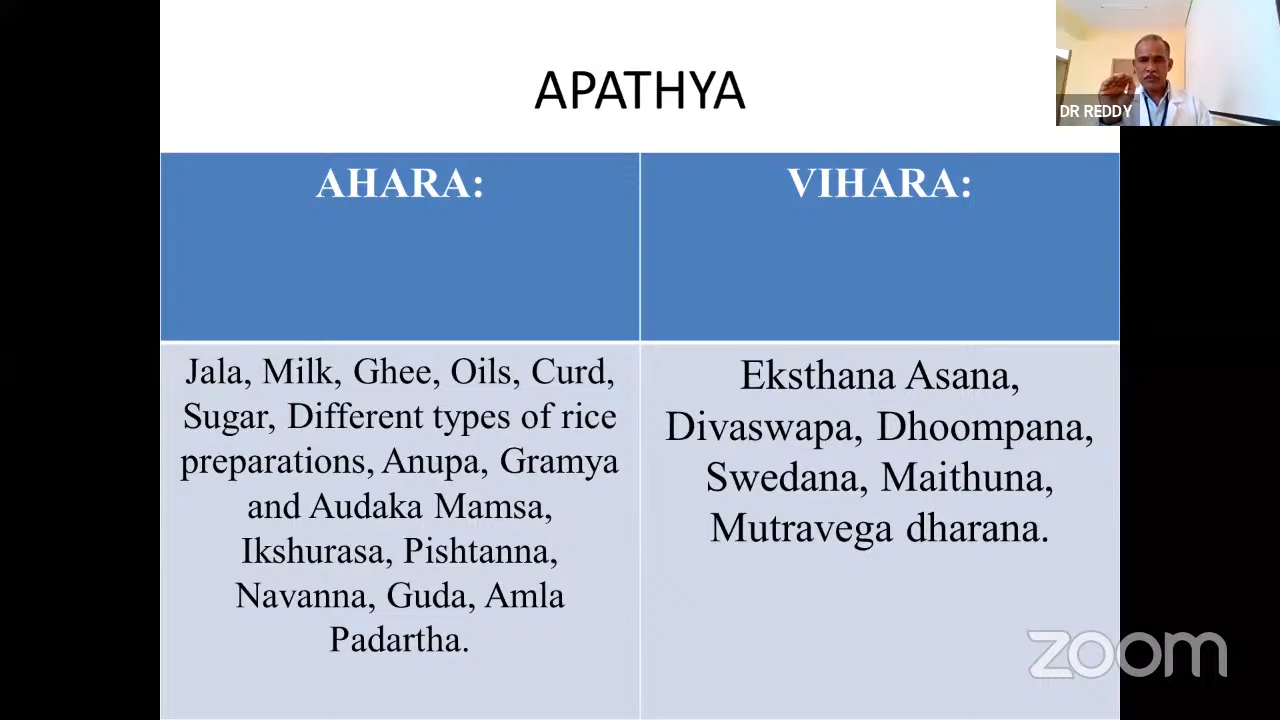 APATHYA
DR REDDY
AHARA:
VIHARA:
Jala, Milk, Ghee, Oils, Curd,
Sugar, Different types of rice
preparations, Anupa, Gramya
and Audaka Mamsa,
Ikshurasa, Pishtanna,
Navanna, Guda, Amla
Padartha.
Eksthana Asana,
Divaswapa, Dhoompana,
Swedana, Maithuna,
Mutravega dharana.
zoom